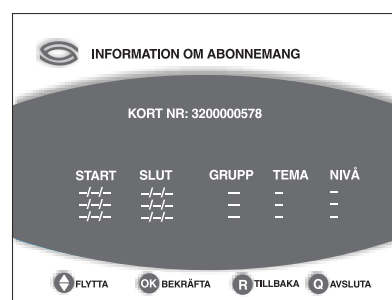 INFORMATION OM ABONNEMANG
KORT NR: 3200000578
START SLUT GRUPP TEMA NIVÅ
-/-/- -/-/- – – –
-/-/- -/-/- – – –
-/-/- -/-/- – – –
FLYTTA OK BEKRÄFTA R TILLBAKA Q AVSLUTA